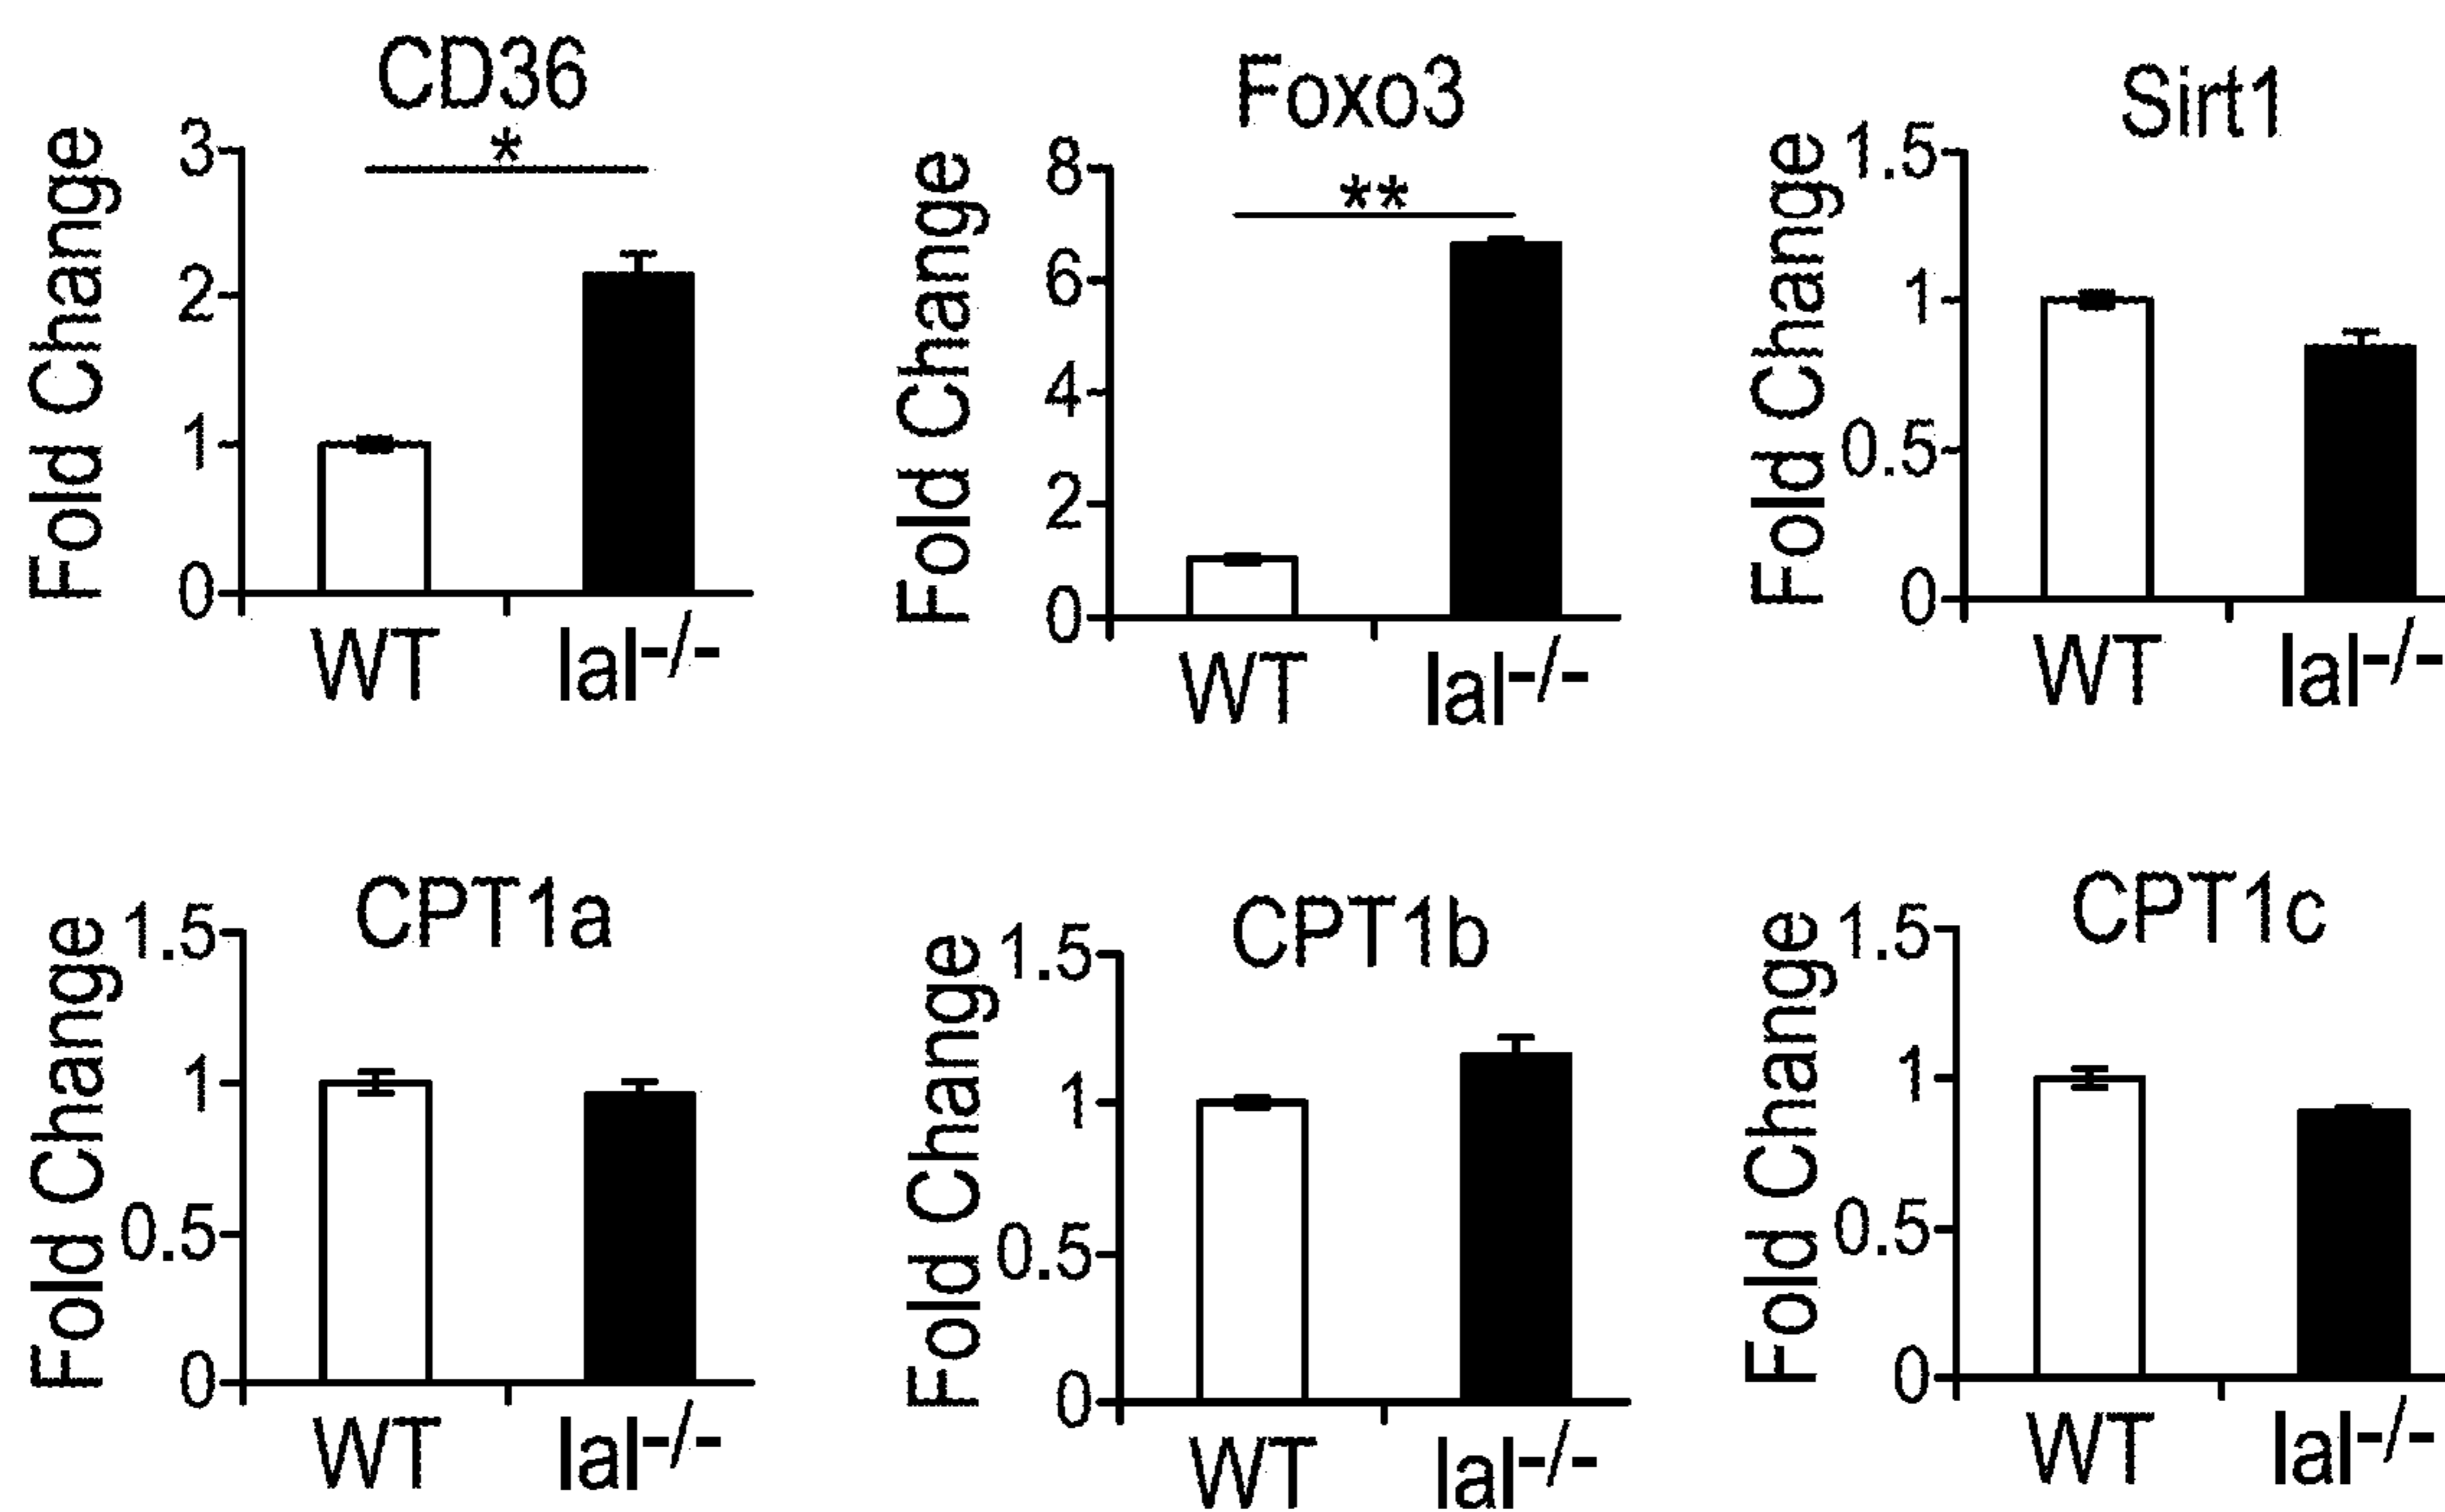 CD36
*
Fold Change
3
2
1
0
WT
lal-/-
Foxo3
**
Fold Change
8
6
4
2
0
WT
lal-/-
Sirt1
Fold Change
1.5
1
0.5
0
WT
lal-/-
CPT1a
Fold Change
1.5
1
0.5
0
WT
lal-/-
CPT1b
Fold Change
1.5
1
0.5
0
WT
lal-/-
CPT1c
Fold Change
1.5
1
0.5
0
WT
lal-/-